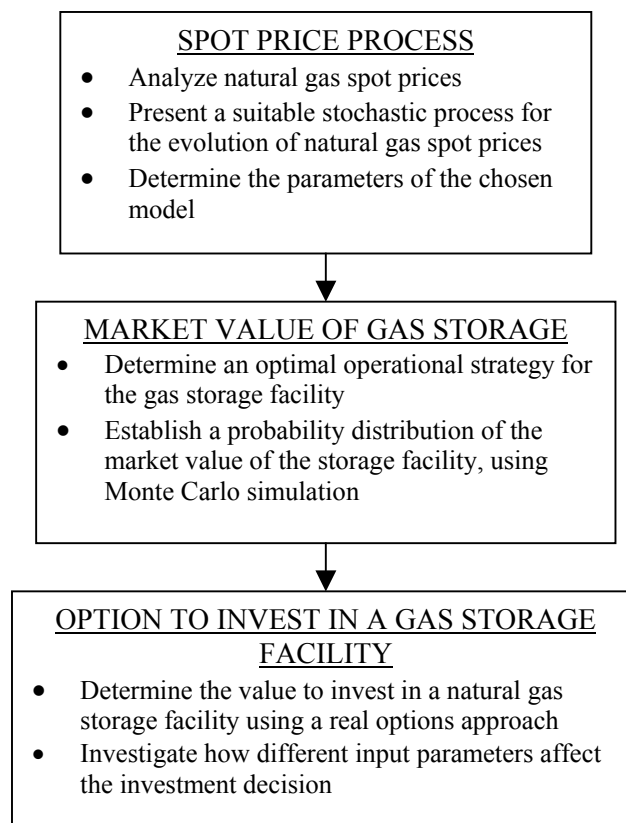 SPOT PRICE PROCESS
• Analyze natural gas spot prices
• Present a suitable stochastic process for
the evolution of natural gas spot prices
• Determine the parameters of the chosen
model
MARKET VALUE OF GAS STORAGE
• Determine an optimal operational strategy for
the gas storage facility
• Establish a probability distribution of the
market value of the storage facility, using
Monte Carlo simulation
OPTION TO INVEST IN A GAS STORAGE
FACILITY
• Determine the value to invest in a natural gas
storage facility using a real options approach
• Investigate how different input parameters affect
the investment decision